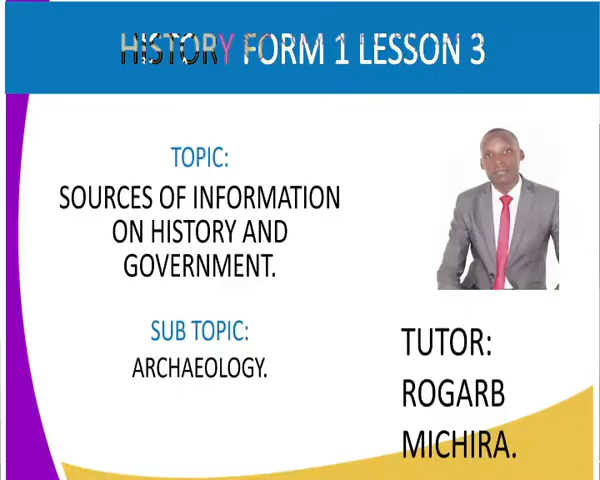 HISTORY FORM 1 LESSON 3
TOPIC:
SOURCES OF INFORMATION
ON HISTORY AND
GOVERNMENT.
SUB TOPIC:
ARCHAEOLOGY.
TUTOR:
ROGARB
MICHIRA.